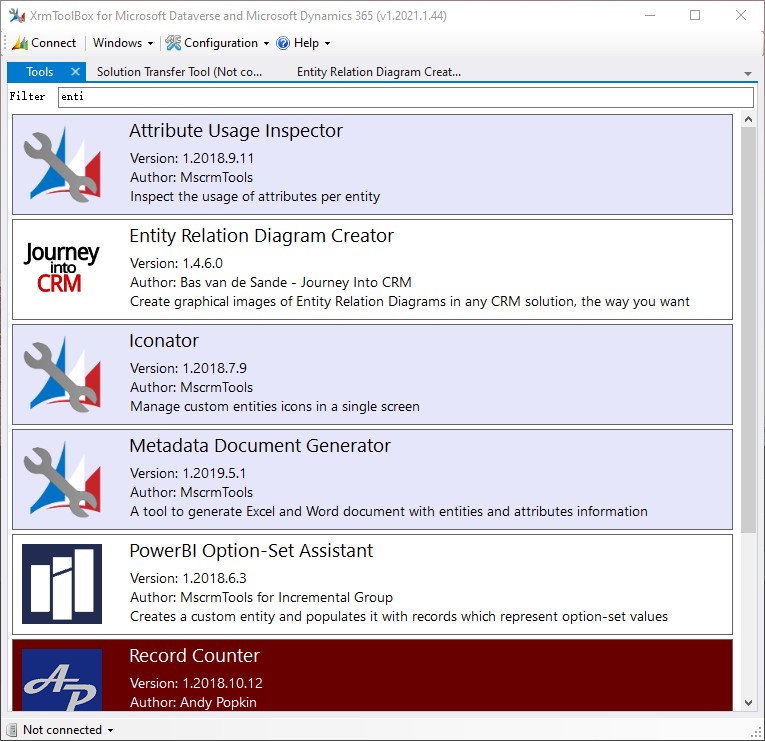 XrmToolBox for Microsoft Dataverse and Microsoft Dynamics 365 (v1.2021.1.44)
Connect Windows Configuration Help
Tools Solution Transfer Tool (Not co... Entity Relation Diagram Creat...
Filter enti
Attribute Usage Inspector
Version: 1.2018.9.11
Author: MscrmTools
Inspect the usage of attributes per entity
Journey
into
CRM
Entity Relation Diagram Creator
Version: 1.4.6.0
Author: Bas van de Sande - Journey Into CRM
Create graphical images of Entity Relation Diagrams in any CRM solution, the way you want
Iconator
Version: 1.2018.7.9
Author: MscrmTools
Manage custom entities icons in a single screen
Metadata Document Generator
Version: 1.2019.5.1
Author: MscrmTools
A tool to generate Excel and Word document with entities and attributes information
PowerBI Option-Set Assistant
Version: 1.2018.6.3
Author: MscrmTools for Incremental Group
Creates a custom entity and populates it with records which represent option-set values
AP
Record Counter
Version: 1.2018.10.12
Author: Andy Popkin
Not connected